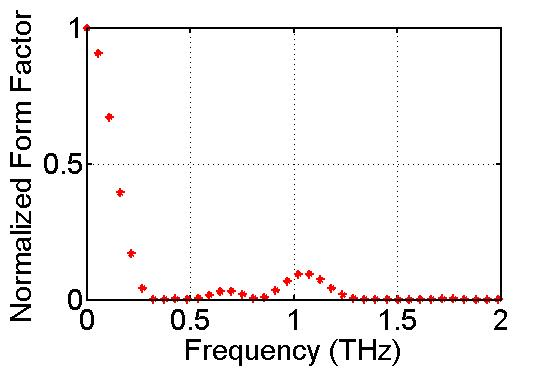 Normalized Form Factor
1
0.5
0
0 0.5 1 1.5 2
Frequency (THz)